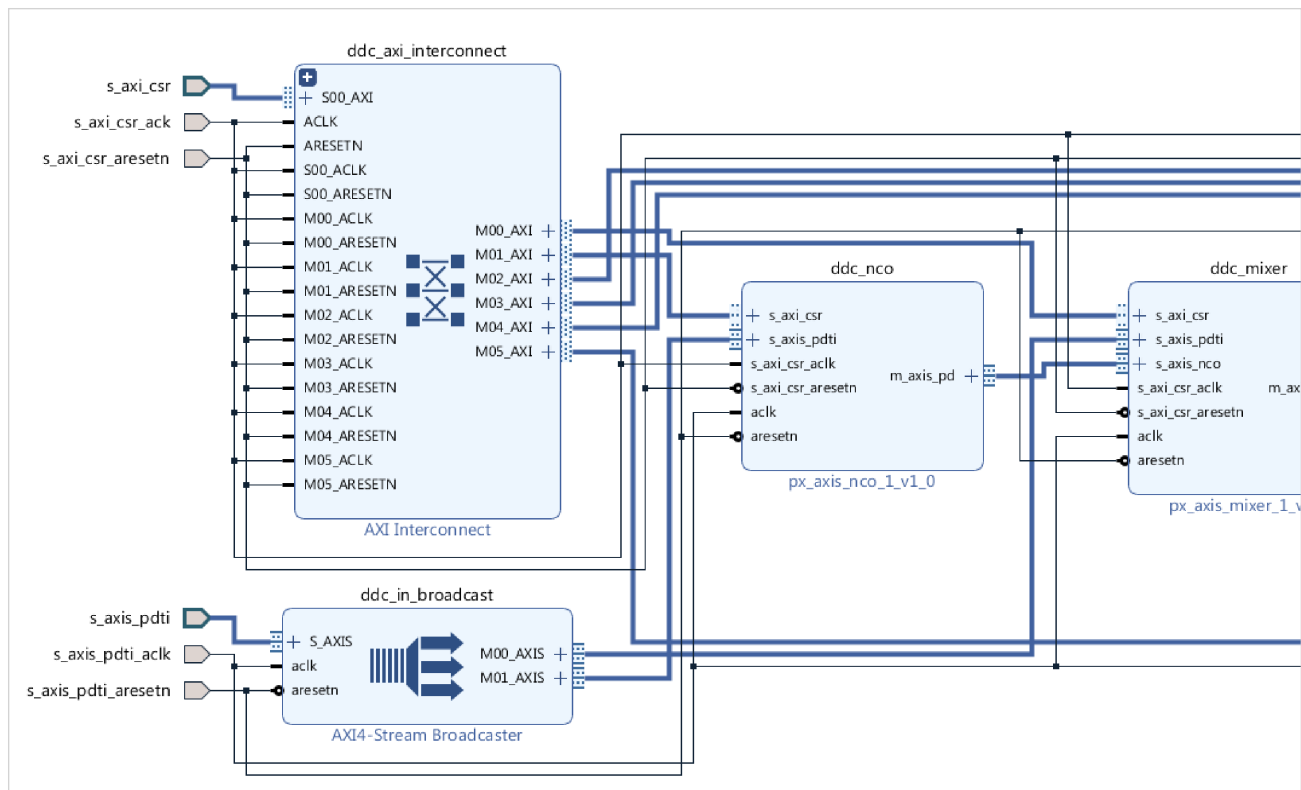 ddc_axi_interconnect
s_axi_csr
s_axi_csr_ack
s_axi_csr_aresetn
S00_AXI
ACLK
ARESETN
S00_ACLK
S00_ARESETN
M00_ACLK
M00_ARESETN
M01_ACLK
M01_ARESETN
M02_ACLK
M02_ARESETN
M03_ACLK
M03_ARESETN
M04_ACLK
M04_ARESETN
M05_ACLK
M05_ARESETN
M00_AXI
M01_AXI
M02_AXI
M03_AXI
M04_AXI
M05_AXI
AXI Interconnect
ddc_nco
s_axi_csr
s_axis_pdti
s_axi_csr_aclk
s_axi_csr_aresetn
aclk
aresetn
m_axis_pd
px_axis_nco_1_v1_0
ddc_mixer
s_axi_csr
s_axis_pdti
s_axis_nco
s_axi_csr_aclk
s_axi_csr_aresetn
aclk
aresetn
m_ax
px_axis_mixer_1_v
ddc_in_broadcast
s_axis_pdti
s_axis_pdti_aclk
s_axis_pdti_aresetn
S_AXIS
aclk
aresetn
M00_AXIS
M01_AXIS
AXI4-Stream Broadcaster